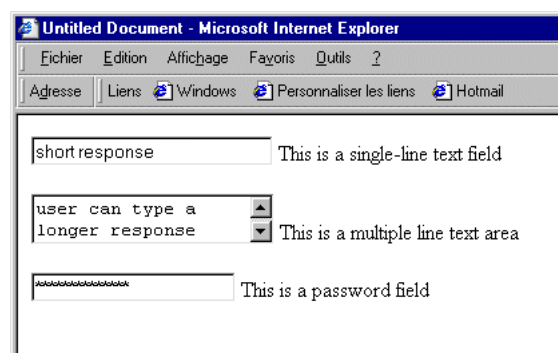 Untitled Document - Microsoft Internet Explorer
Fichier Edition Affichage Favoris Outils ?
Adresse Liens Windows Personnaliser les liens Hotmail
short response This is a single-line text field
user can type a
longer response This is a multiple line text area
*************** This is a password field